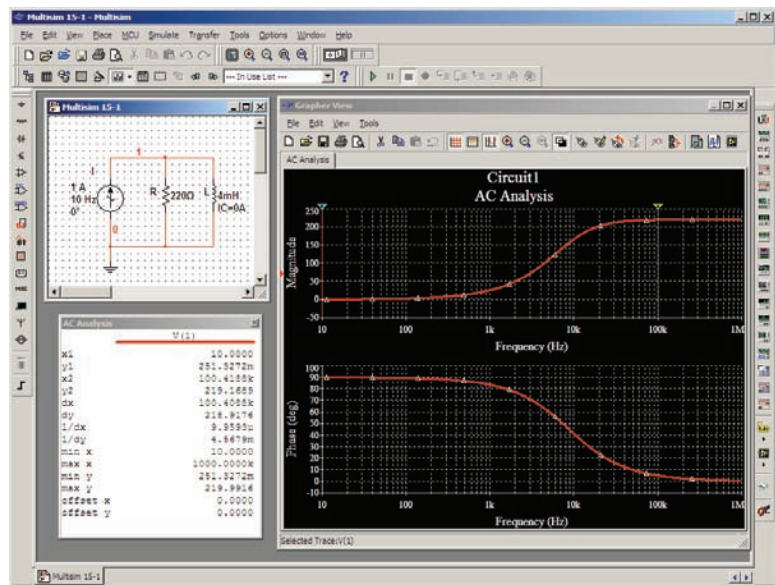 Multisim 15-1 - Multisim
File Edit View Place MCU Simulate Transfer Tools Options Window Help
--- In Use List ---
Multisim 15-1
1
I
1 A
10 Hz
0°
R
220Ω
L
4mH
IC=0A
0
Grapher View
File Edit View Tools
AC Analysis
Circuit1
AC Analysis
Magnitude
250
200
150
100
50
0
-50
10 100 1k 10k 100k 1M
Frequency (Hz)
Phase (deg)
100
90
80
70
60
50
40
30
20
10
0
-10
10 100 1k 10k 100k 1M
Frequency (Hz)
Selected Trace:V(1)
AC Analysis
V(1)
x1 10.0000
y1 251.3272m
x2 100.4188k
y2 219.1689
dx 100.4088k
dy 218.9176
1/dx 9.9593u
1/dy 4.5679m
min x 10.0000
max x 1000.0000k
min y 251.3272m
max y 219.9916
offset x 0.0000
offset y 0.0000
Multisim 15-1